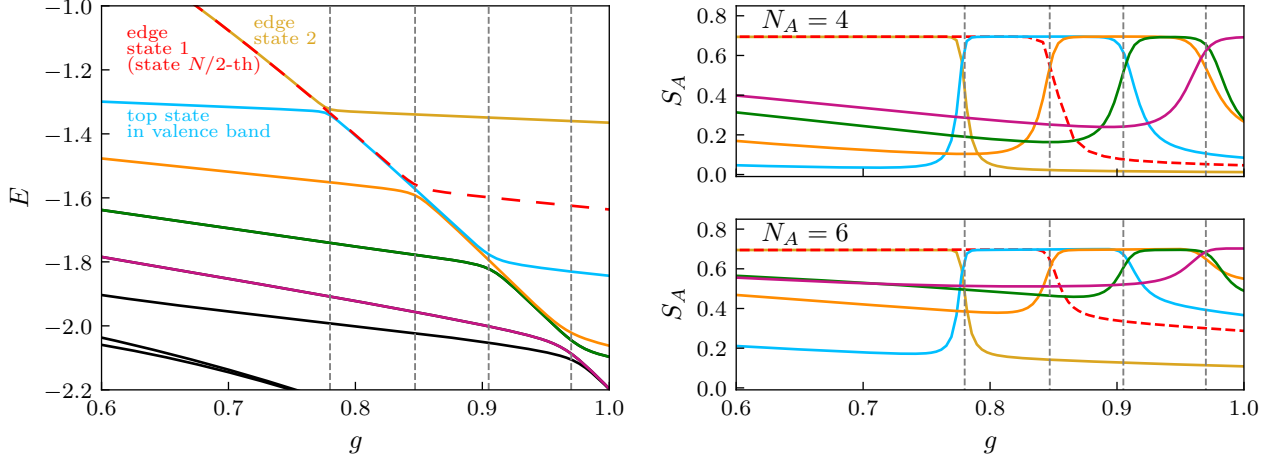 −1.0
−1.2
−1.4
−1.6
−1.8
−2.0
−2.2
E
0.6
0.7
0.8
0.9
1.0
g
edge
state 1
(state N/2-th)
edge
state 2
top state
in valence band
N_A = 4
0.8
0.6
0.4
0.2
0.0
S_A
N_A = 6
0.8
0.6
0.4
0.2
0.0
S_A
0.6
0.7
0.8
0.9
1.0
g